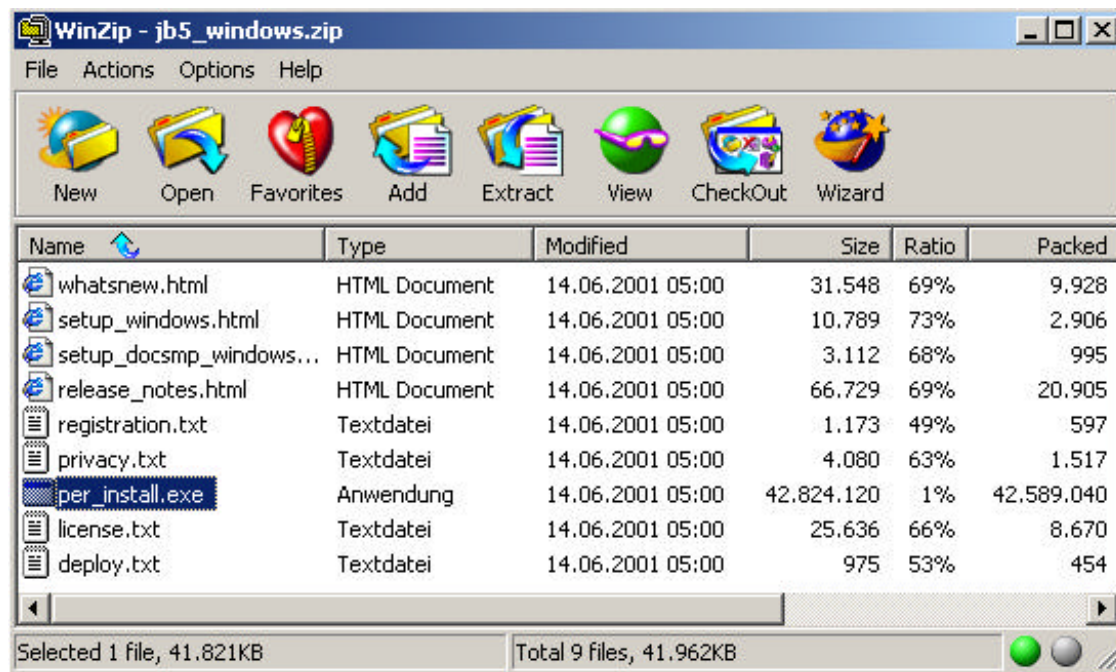 WinZip - jb5_windows.zip
File Actions Options Help
New Open Favorites Add Extract View CheckOut Wizard
Name Type Modified Size Ratio Packed
whatsnew.html HTML Document 14.06.2001 05:00 31.548 69% 9.928
setup_windows.html HTML Document 14.06.2001 05:00 10.789 73% 2.906
setup_docsmp_windows... HTML Document 14.06.2001 05:00 3.112 68% 995
release_notes.html HTML Document 14.06.2001 05:00 66.729 69% 20.905
registration.txt Textdatei 14.06.2001 05:00 1.173 49% 597
privacy.txt Textdatei 14.06.2001 05:00 4.080 63% 1.517
per_install.exe Anwendung 14.06.2001 05:00 42.824.120 1% 42.589.040
license.txt Textdatei 14.06.2001 05:00 25.636 66% 8.670
deploy.txt Textdatei 14.06.2001 05:00 975 53% 454
Selected 1 file, 41.821KB Total 9 files, 41.962KB